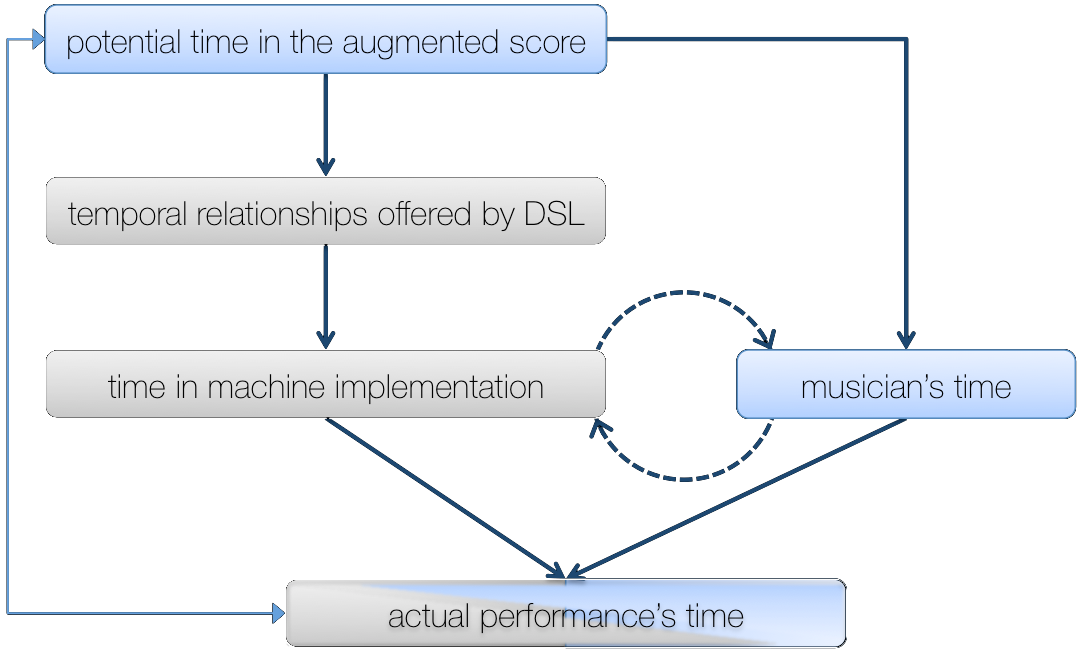 potential time in the augmented score
temporal relationships offered by DSL
time in machine implementation
musician's time
actual performance's time